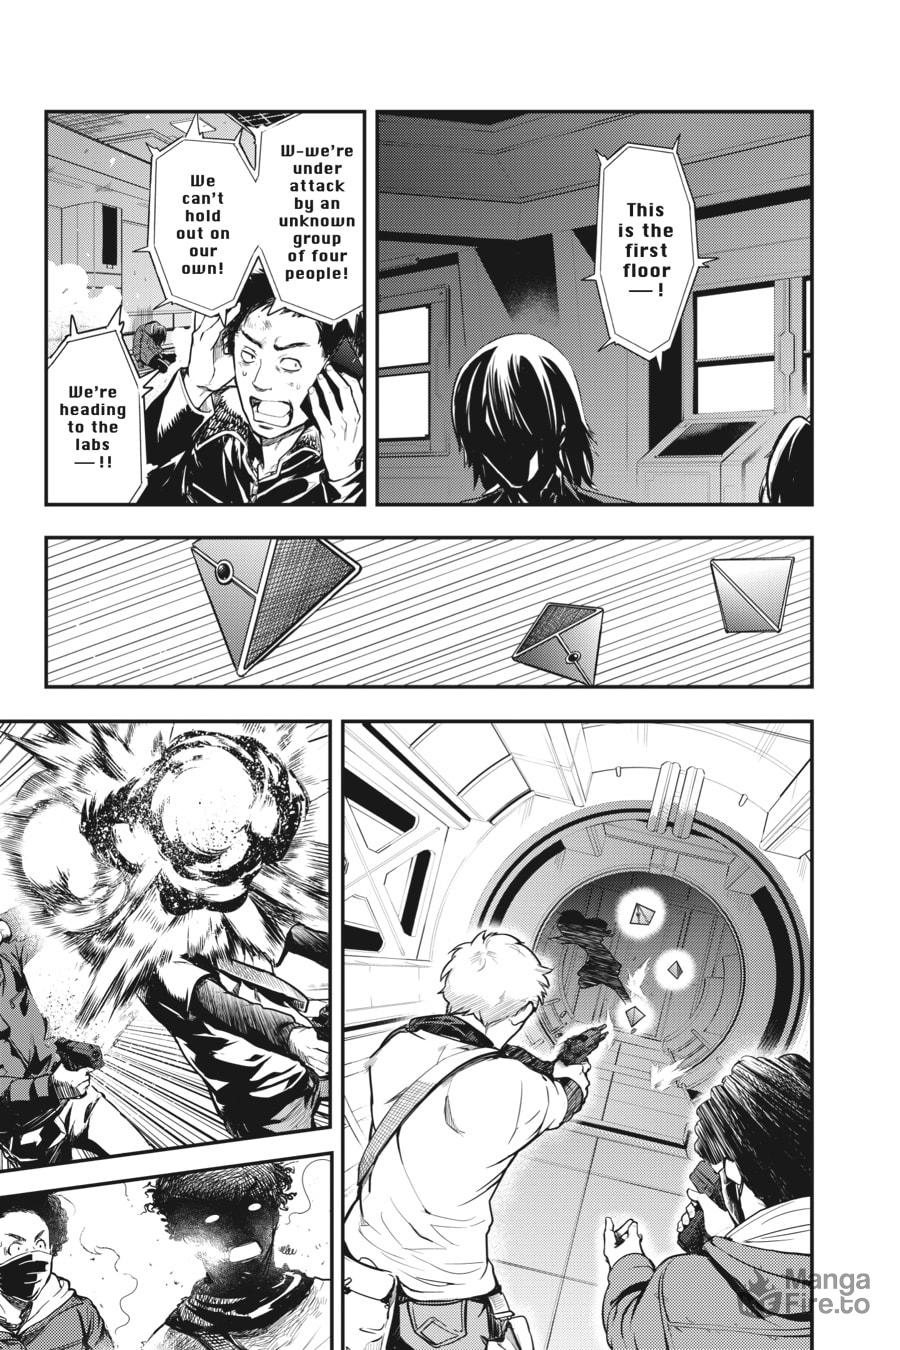 This
is the
first
floor
—!
W-we're
under
attack
by an
unknown
group
of four
people!
We
can't
hold
out on
our
own!
We're
heading
to the
labs
—!!
Manga
Fire.to